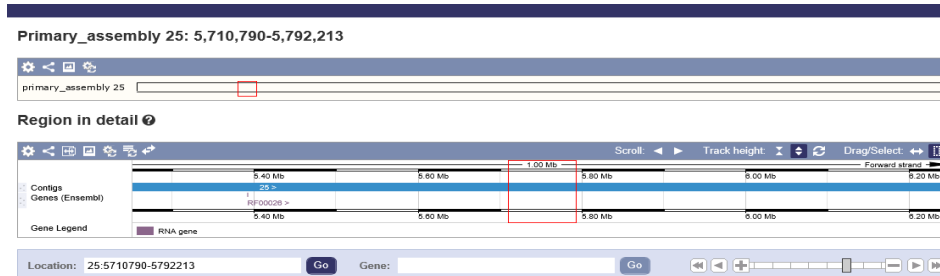 Primary_assembly 25: 5,710,790-5,792,213
primary_assembly 25
Region in detail
Scroll: Track height: Drag/Select:
1.00 Mb Forward strand
5.40 Mb 5.60 Mb 5.80 Mb 6.00 Mb 6.20 Mb
Contigs 25 >
Genes (Ensembl)
RF00026 >
5.40 Mb 5.60 Mb 5.80 Mb 6.00 Mb 6.20 Mb
Gene Legend RNA gene
Location: 25:5710790-5792213 Go Gene: Go